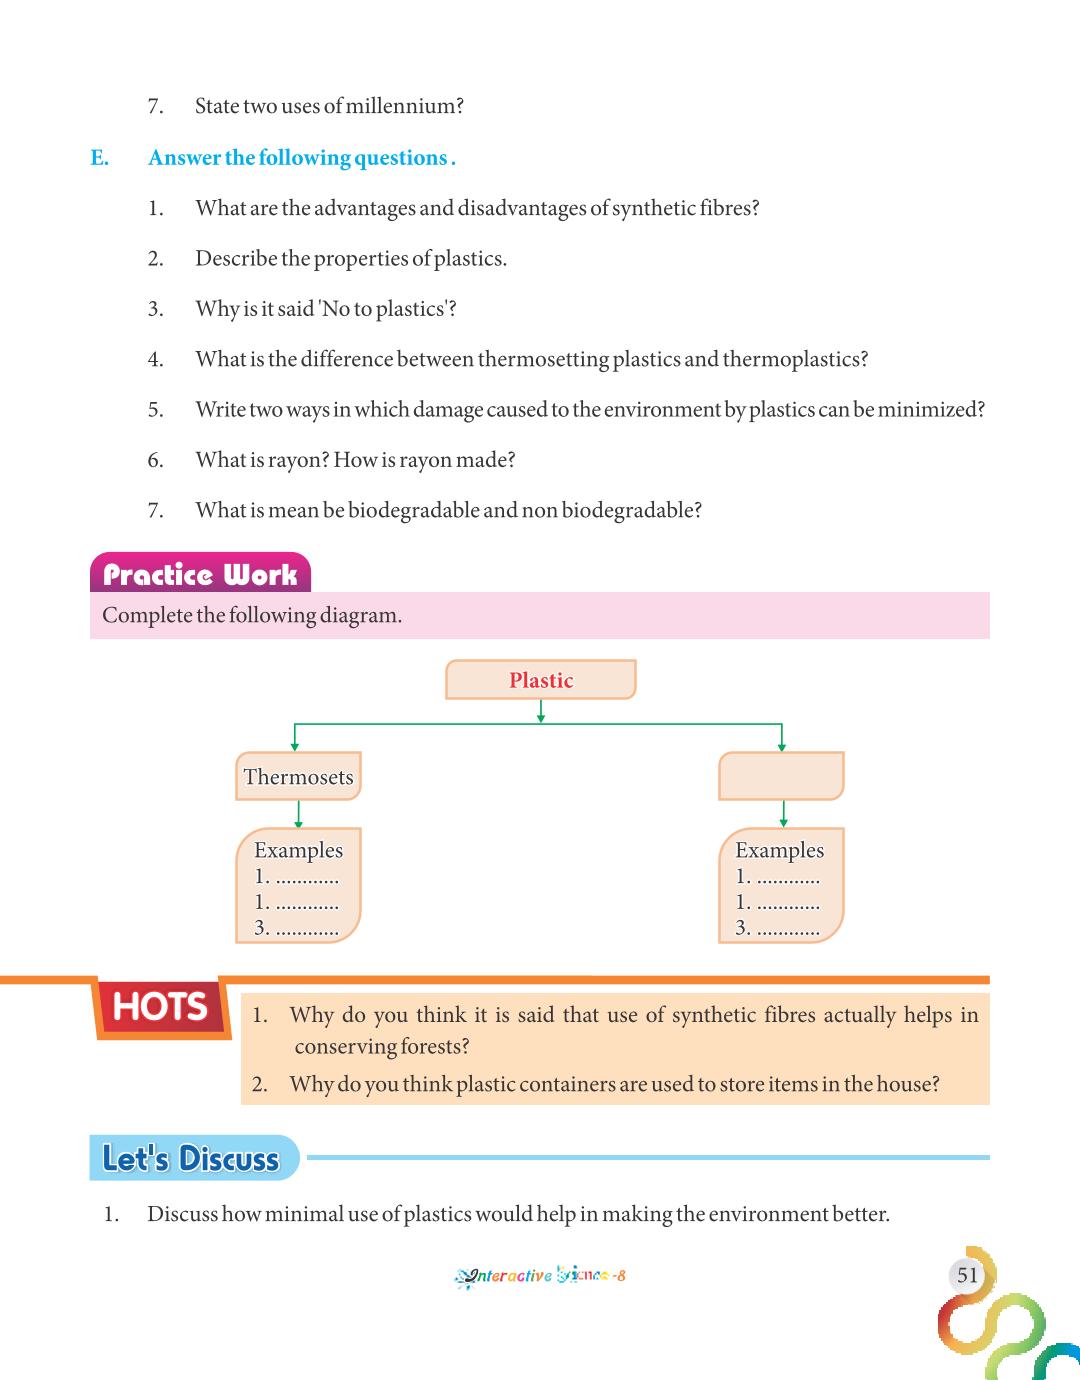 7. State two uses of millennium?
E. Answer the following questions .
1. What are the advantages and disadvantages of synthetic fibres?
2. Describe the properties of plastics.
3. Why is it said 'No to plastics'?
4. What is the difference between thermosetting plastics and thermoplastics?
5. Write two ways in which damage caused to the environment by plastics can be minimized?
6. What is rayon? How is rayon made?
7. What is mean be biodegradable and non biodegradable?
Practice Work
Complete the following diagram.
Plastic
Thermosets
Examples
1. ............
1. ............
3. ............
Examples
1. ............
1. ............
3. ............
HOTS
1. Why do you think it is said that use of synthetic fibres actually helps in
conserving forests?
2. Why do you think plastic containers are used to store items in the house?
Let's Discuss
1. Discuss how minimal use of plastics would help in making the environment better.
Interactive Science-8
51